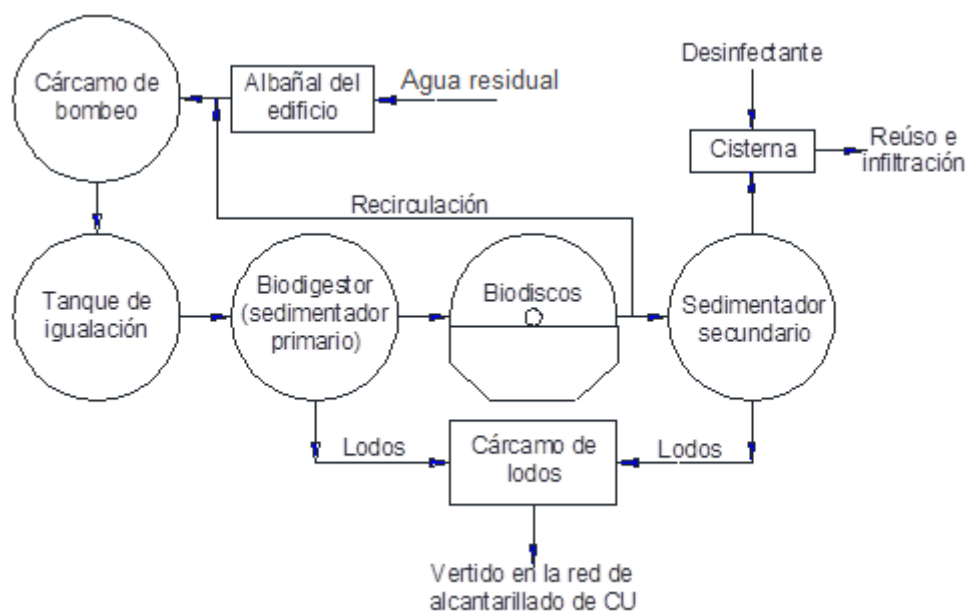 Cárcamo de
bombeo
Albañal del
edificio
Agua residual
Desinfectante
Cisterna
Reúso e
infiltración
Recirculación
Tanque de
igualación
Biodigestor
(sedimentador
primario)
Biodiscos
Sedimentador
secundario
Lodos
Cárcamo de
lodos
Lodos
Vertido en la red de
alcantarillado de CU